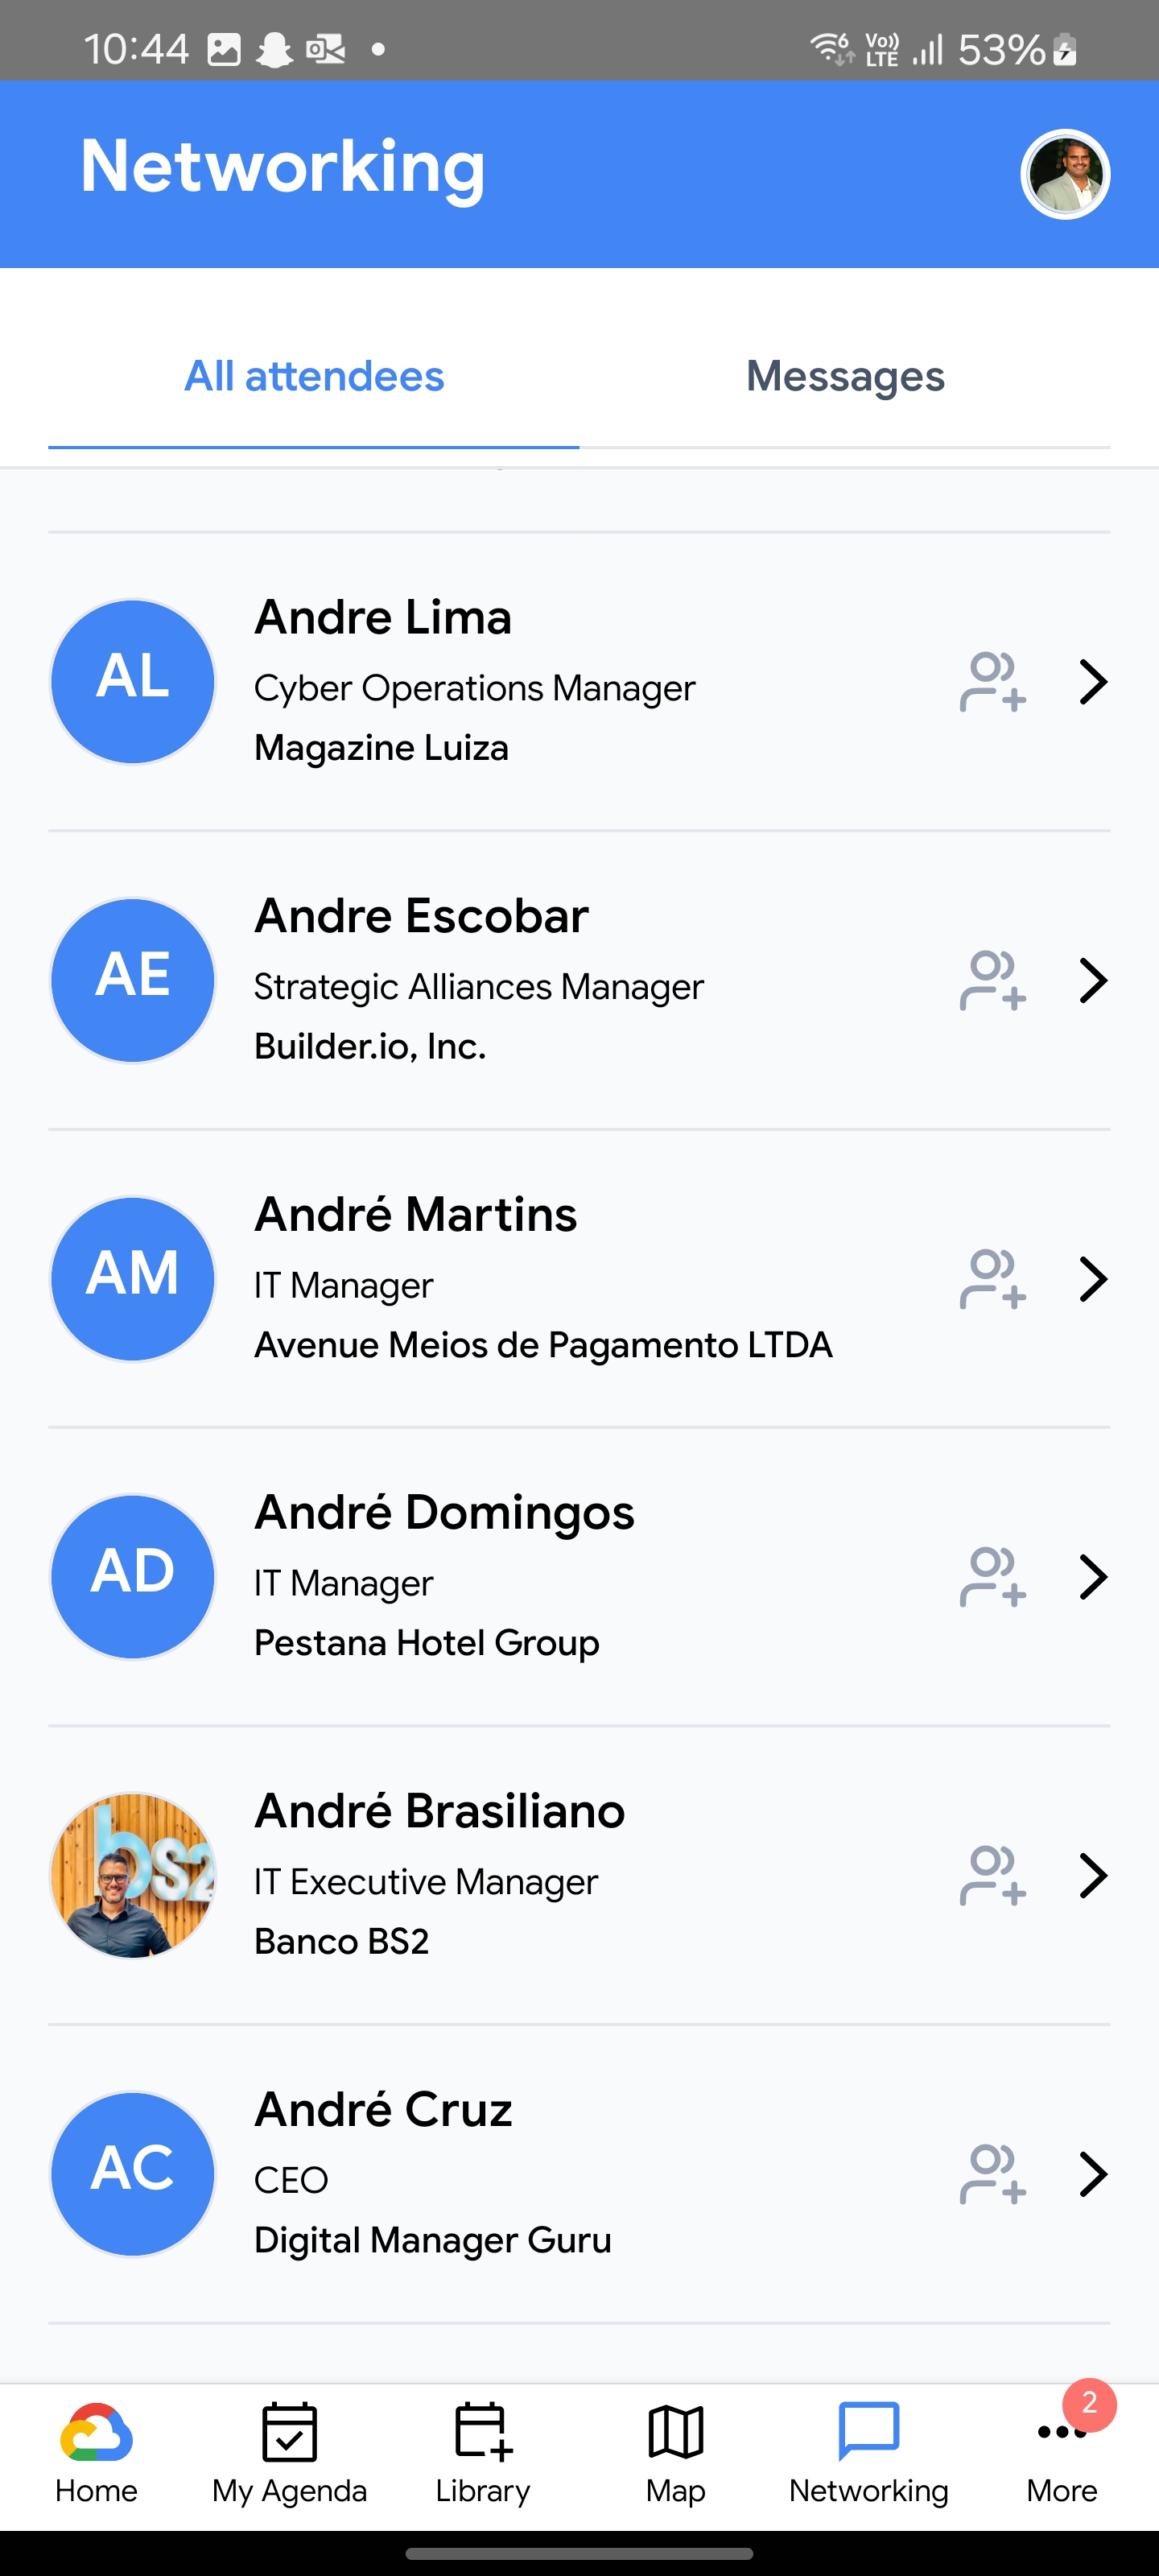 10:44
6 Vo)) LTE 53%
Networking
All attendees Messages
AL
Andre Lima
Cyber Operations Manager
Magazine Luiza
AE
Andre Escobar
Strategic Alliances Manager
Builder.io, Inc.
AM
André Martins
IT Manager
Avenue Meios de Pagamento LTDA
AD
André Domingos
IT Manager
Pestana Hotel Group
bs2
André Brasiliano
IT Executive Manager
Banco BS2
AC
André Cruz
CEO
Digital Manager Guru
2
Home My Agenda Library Map Networking More